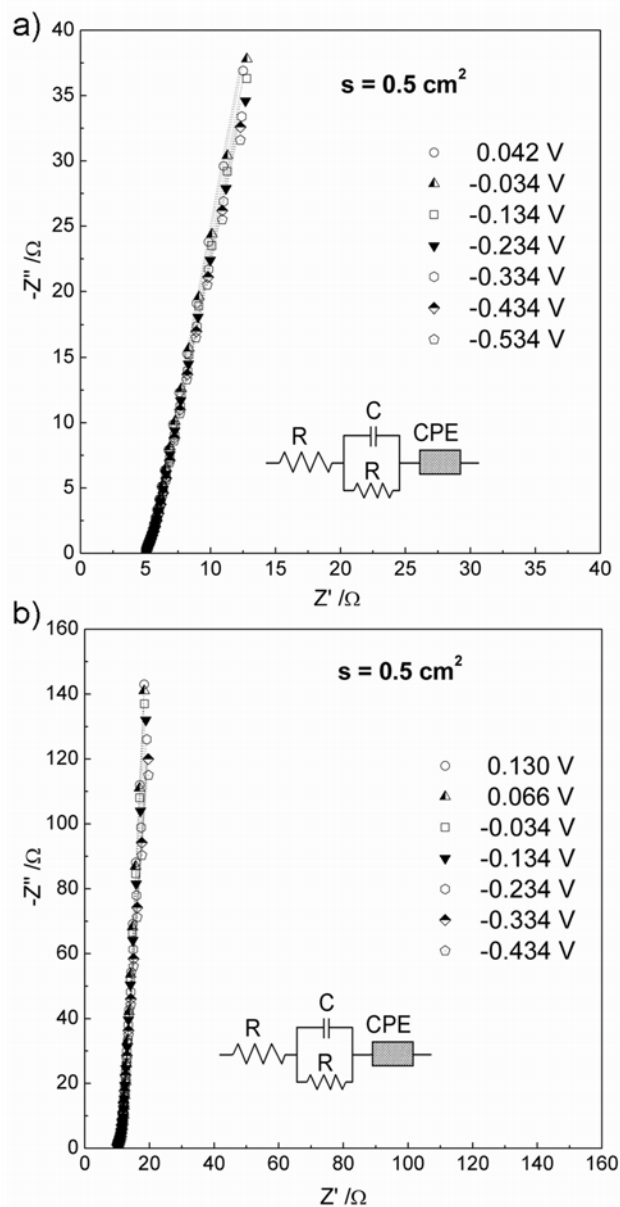 a)
40
35
30
25
20
15
10
5
0
-Z'' /Ω
s = 0.5 cm²
0.042 V
-0.034 V
-0.134 V
-0.234 V
-0.334 V
-0.434 V
-0.534 V
R
C
R
CPE
0 5 10 15 20 25 30 35 40
Z' /Ω
b)
160
140
120
100
80
60
40
20
0
-Z'' /Ω
s = 0.5 cm²
0.130 V
0.066 V
-0.034 V
-0.134 V
-0.234 V
-0.334 V
-0.434 V
R
C
R
CPE
0 20 40 60 80 100 120 140 160
Z' /Ω